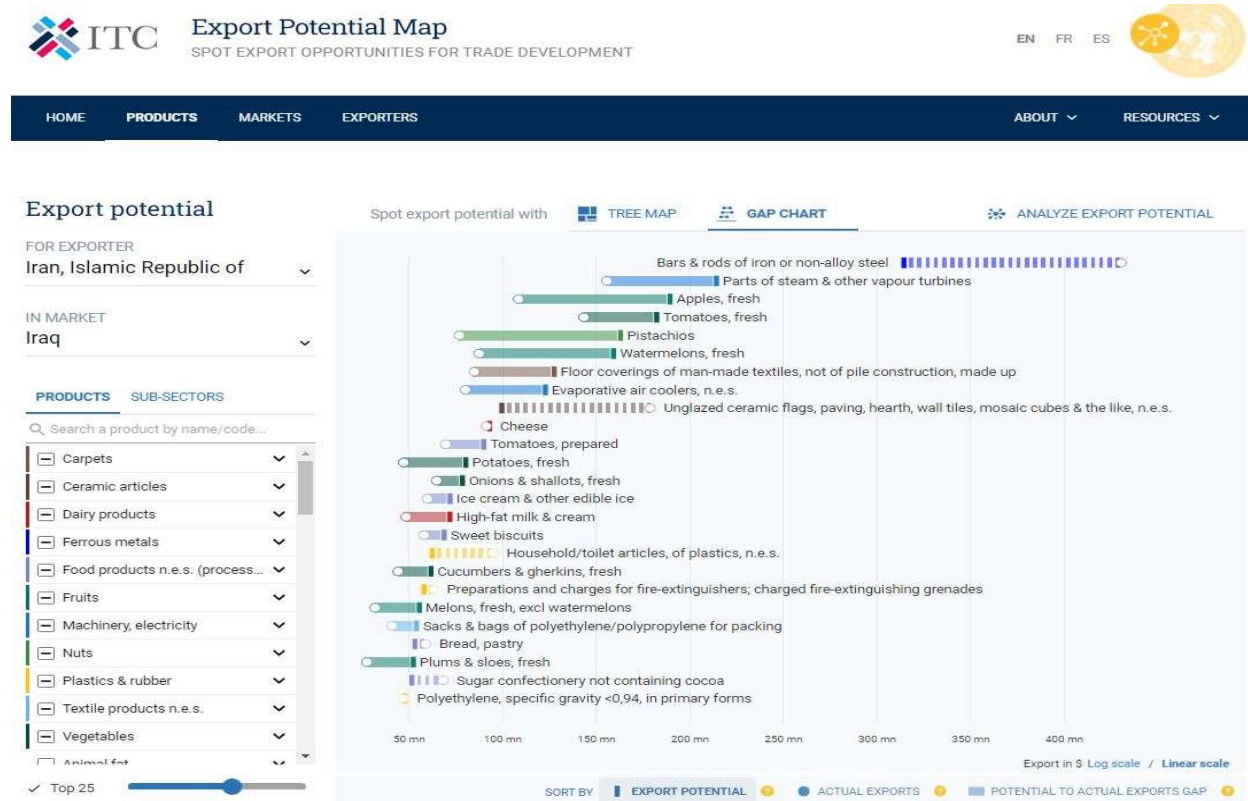 ITC
Export Potential Map
SPOT EXPORT OPPORTUNITIES FOR TRADE DEVELOPMENT
EN FR ES
HOME PRODUCTS MARKETS EXPORTERS ABOUT RESOURCES
Export potential
FOR EXPORTER
Iran, Islamic Republic of
IN MARKET
Iraq
PRODUCTS SUB-SECTORS
Search a product by name/code...
Carpets
Ceramic articles
Dairy products
Ferrous metals
Food products n.e.s. (process...
Fruits
Machinery, electricity
Nuts
Plastics & rubber
Textile products n.e.s.
Vegetables
Animal fat
Top 25
Spot export potential with TREE MAP GAP CHART ANALYZE EXPORT POTENTIAL
Bars & rods of iron or non-alloy steel
Parts of steam & other vapour turbines
Apples, fresh
Tomatoes, fresh
Pistachios
Watermelons, fresh
Floor coverings of man-made textiles, not of pile construction, made up
Evaporative air coolers, n.e.s.
Unglazed ceramic flags, paving, hearth, wall tiles, mosaic cubes & the like, n.e.s.
Cheese
Tomatoes, prepared
Potatoes, fresh
Onions & shallots, fresh
Ice cream & other edible ice
High-fat milk & cream
Sweet biscuits
Household/toilet articles, of plastics, n.e.s.
Cucumbers & gherkins, fresh
Preparations and charges for fire-extinguishers; charged fire-extinguishing grenades
Melons, fresh, excl watermelons
Sacks & bags of polyethylene/polypropylene for packing
Bread, pastry
Plums & sloes, fresh
Sugar confectionery not containing cocoa
Polyethylene, specific gravity <0,94, in primary forms
50 mn 100 mn 150 mn 200 mn 250 mn 300 mn 350 mn 400 mn
Export in $ Log scale / Linear scale
SORT BY EXPORT POTENTIAL ? ACTUAL EXPORTS ? POTENTIAL TO ACTUAL EXPORTS GAP ?